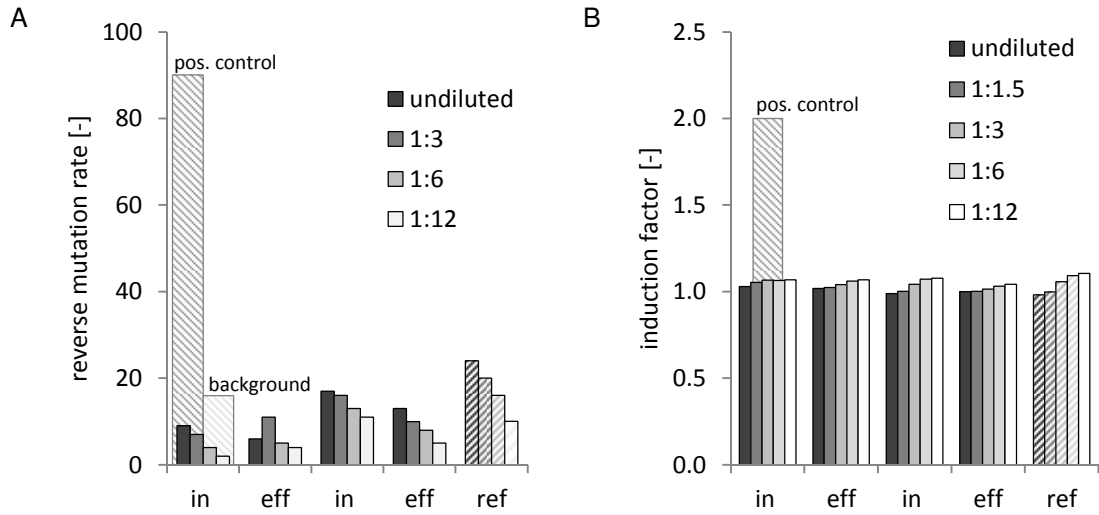 A
reverse mutation rate [-]
100
80
60
40
20
0
pos. control
background
undiluted
1:3
1:6
1:12
in eff in eff ref
B
induction factor [-]
2.5
2.0
1.5
1.0
0.5
0.0
pos. control
undiluted
1:1.5
1:3
1:6
1:12
in eff in eff ref